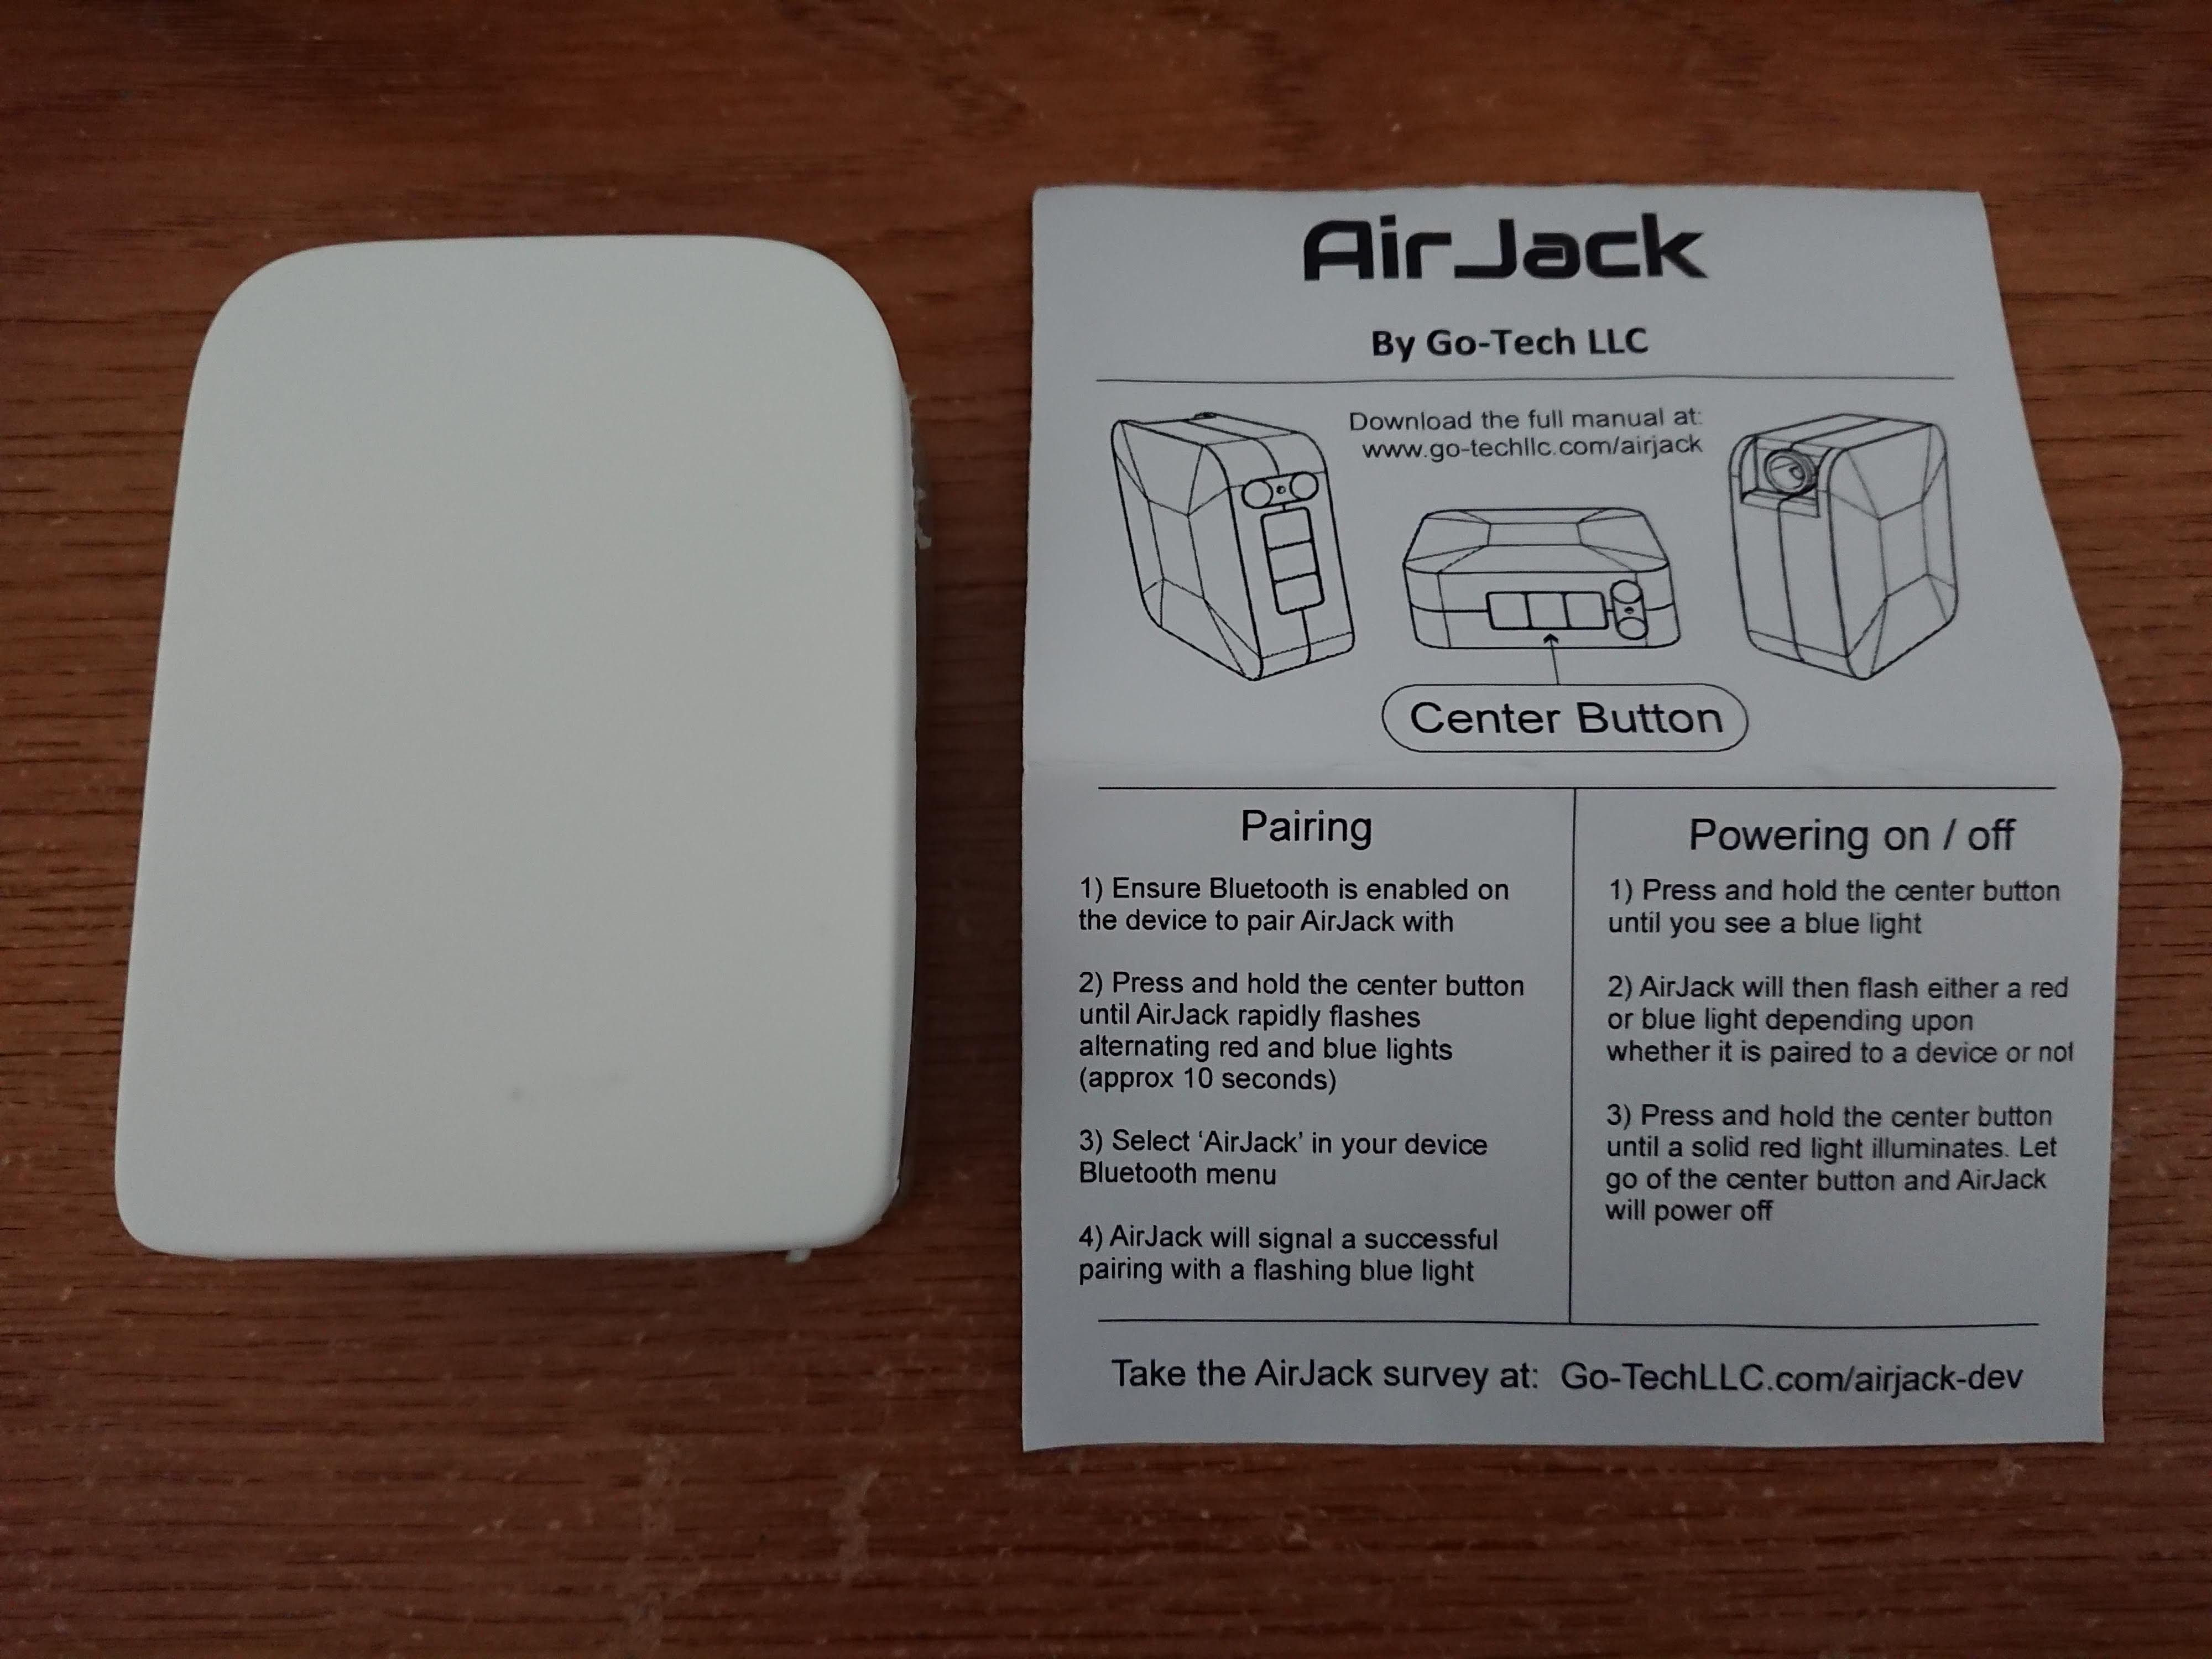 AirJack
By Go-Tech LLC
Download the full manual at:
www.go-techllc.com/airjack
Center Button
Pairing
1) Ensure Bluetooth is enabled on
the device to pair AirJack with
2) Press and hold the center button
until AirJack rapidly flashes
alternating red and blue lights
(approx 10 seconds)
3) Select ‘AirJack’ in your device
Bluetooth menu
4) AirJack will signal a successful
pairing with a flashing blue light
Powering on / off
1) Press and hold the center button
until you see a blue light
2) AirJack will then flash either a red
or blue light depending upon
whether it is paired to a device or not
3) Press and hold the center button
until a solid red light illuminates. Let
go of the center button and AirJack
will power off
Take the AirJack survey at: Go-TechLLC.com/airjack-dev